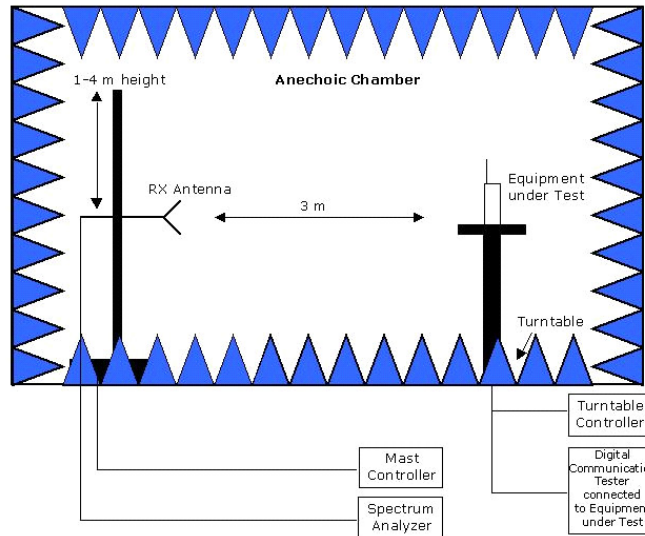 1-4 m height
Anechoic Chamber
RX Antenna
Equipment
under Test
3 m
Turntable
Turntable
Controller
Mast
Controller
Digital
Communicatio
Tester
connected
to Equipmen
under Test
Spectrum
Analyzer